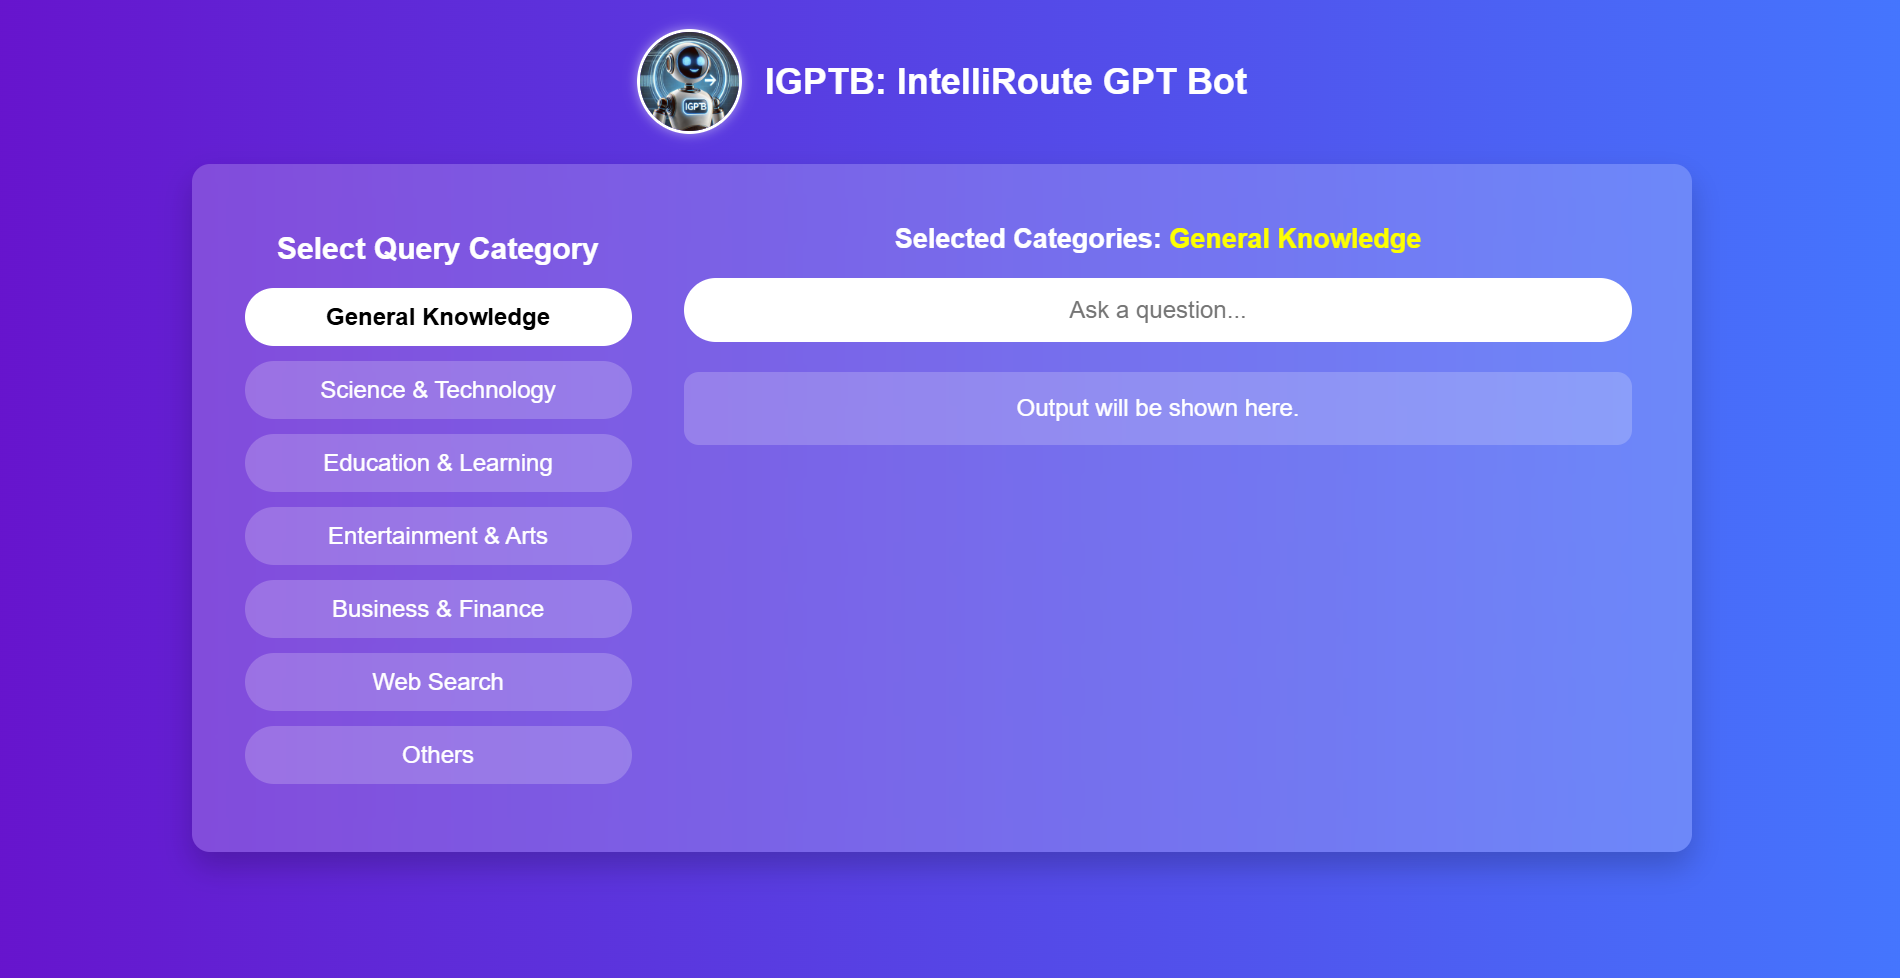 IGPTB
IGPTB: IntelliRoute GPT Bot
Select Query Category
General Knowledge
Science & Technology
Education & Learning
Entertainment & Arts
Business & Finance
Web Search
Others
Selected Categories: General Knowledge
Ask a question...
Output will be shown here.